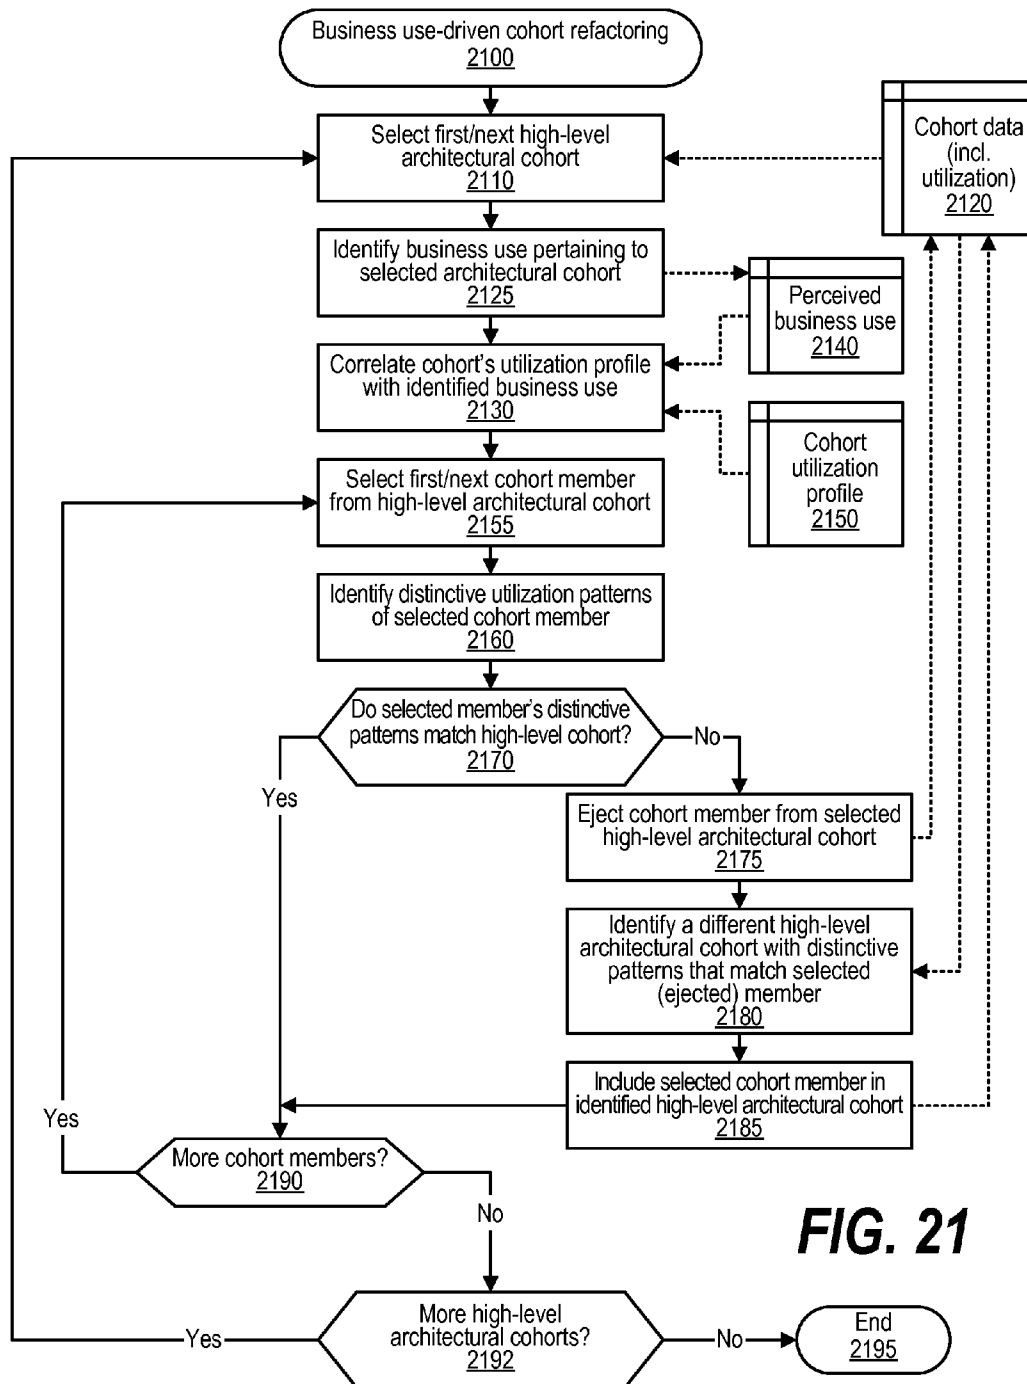 Business use-driven cohort refactoring
2100
Select first/next high-level
architectural cohort
2110
Cohort data
(incl.
utilization)
2120
Identify business use pertaining to
selected architectural cohort
2125
Perceived
business use
2140
Correlate cohort's utilization profile
with identified business use
2130
Cohort
utilization
profile
2150
Select first/next cohort member
from high-level architectural cohort
2155
Identify distinctive utilization patterns
of selected cohort member
2160
Do selected member's distinctive
patterns match high-level cohort?
2170
No
Yes
Eject cohort member from selected
high-level architectural cohort
2175
Identify a different high-level
architectural cohort with distinctive
patterns that match selected
(ejected) member
2180
Include selected cohort member in
identified high-level architectural cohort
2185
Yes
More cohort members?
2190
No
FIG. 21
More high-level
architectural cohorts?
2192
Yes
No
End
2195